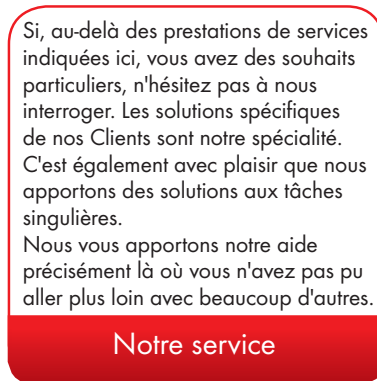 Si, au-delà des prestations de services
indiquées ici, vous avez des souhaits
particuliers, n'hésitez pas à nous
interroger. Les solutions spécifiques
de nos Clients sont notre spécialité.
C'est également avec plaisir que nous
apportons des solutions aux tâches
singulières.
Nous vous apportons notre aide
précisément là où vous n'avez pas pu
aller plus loin avec beaucoup d'autres.
Notre service